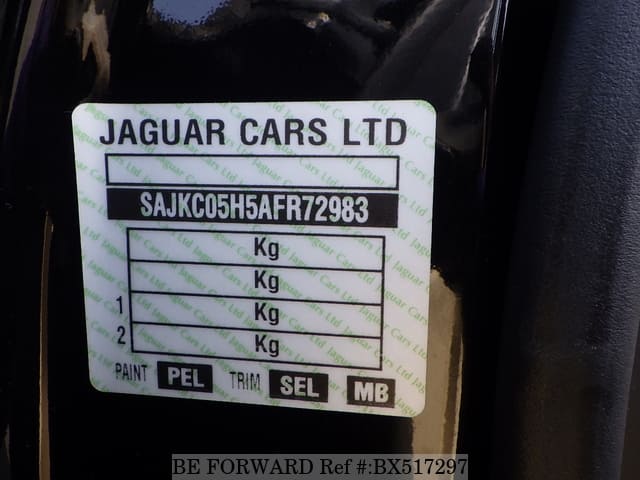 JAGUAR CARS LTD
SAJKC05H5AFR72983
Kg
Kg
1 Kg
2 Kg
PAINT PEL TRIM SEL MB
BE FORWARD Ref #:BX517297